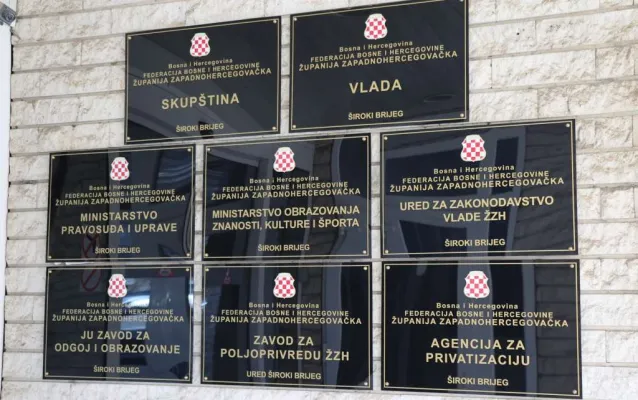 Bosna i Hercegovina
FEDERACIJA BOSNE I HERCEGOVINE
ŽUPANIJA ZAPADNOHERCEGOVAČKA
SKUPŠTINA
ŠIROKI BRIJEG
Bosna i Hercegovina
FEDERACIJA BOSNE I HERCEGOVINE
ŽUPANIJA ZAPADNOHERCEGOVAČKA
VLADA
ŠIROKI BRIJEG
Bosna i Hercegovina
FEDERACIJA BOSNE I HERCEGOVINE
ŽUPANIJA ZAPADNOHERCEGOVAČKA
MINISTARSTVO
PRAVOSUĐA I UPRAVE
ŠIROKI BRIJEG
Bosna i Hercegovina
FEDERACIJA BOSNE I HERCEGOVINE
ŽUPANIJA ZAPADNOHERCEGOVAČKA
MINISTARSTVO OBRAZOVANJA
ZNANOSTI, KULTURE I ŠPORTA
ŠIROKI BRIJEG
Bosna i Hercegovina
FEDERACIJA BOSNE I HERCEGOVINE
ŽUPANIJA ZAPADNOHERCEGOVAČKA
URED ZA ZAKONODAVSTVO
VLADE ŽZH
ŠIROKI BRIJEG
Bosna i Hercegovina
FEDERACIJA BOSNE I HERCEGOVINE
ŽUPANIJA ZAPADNOHERCEGOVAČKA
JU ZAVOD ZA
ODGOJ I OBRAZOVANJE
ŠIROKI BRIJEG
Bosna i Hercegovina
FEDERACIJA BOSNE I HERCEGOVINE
ŽUPANIJA ZAPADNOHERCEGOVAČKA
ZAVOD ZA
POLJOPRIVREDU ŽZH
URED ŠIROKI BRIJEG
Bosna i Hercegovina
FEDERACIJA BOSNE I HERCEGOVINE
ŽUPANIJA ZAPADNOHERCEGOVAČKA
AGENCIJA ZA
PRIVATIZACIJU
ŠIROKI BRIJEG